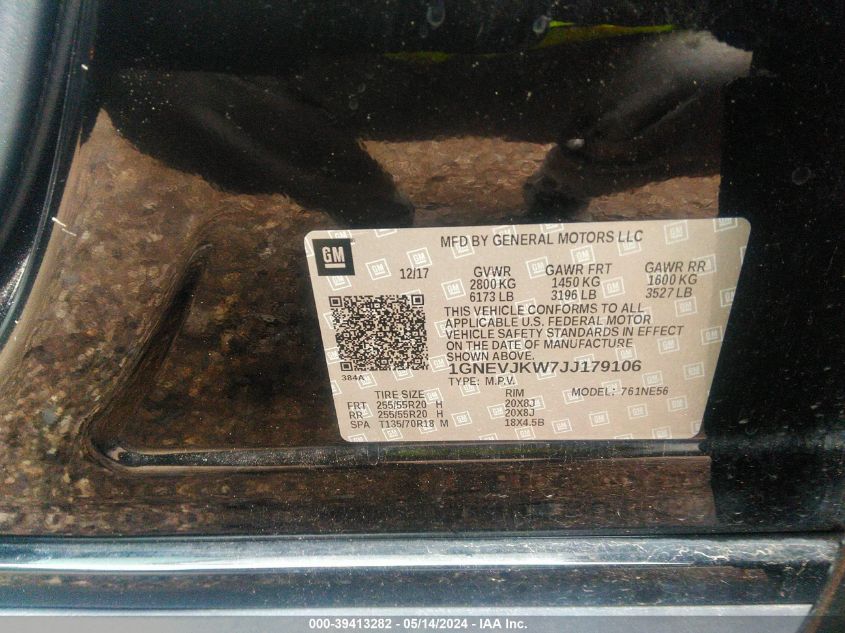 MFD BY GENERAL MOTORS LLC
GM
12/17 GVWR GAWR FRT GAWR RR
2800 KG 1450 KG 1600 KG
6173 LB 3196 LB 3527 LB
THIS VEHICLE CONFORMS TO ALL
APPLICABLE U.S. FEDERAL MOTOR
VEHICLE SAFETY STANDARDS IN EFFECT
ON THE DATE OF MANUFACTURE
SHOWN ABOVE.
384A
1GNEVJKW7JJ179106
TYPE: M.P.V. MODEL: 761NE56
TIRE SIZE RIM
FRT 255/55R20 H 20X8J
RR 255/55R20 H 20X8J
SPA T135/70R18 M 18X4.5B
000-39413282 - 05/14/2024 - IAA Inc.